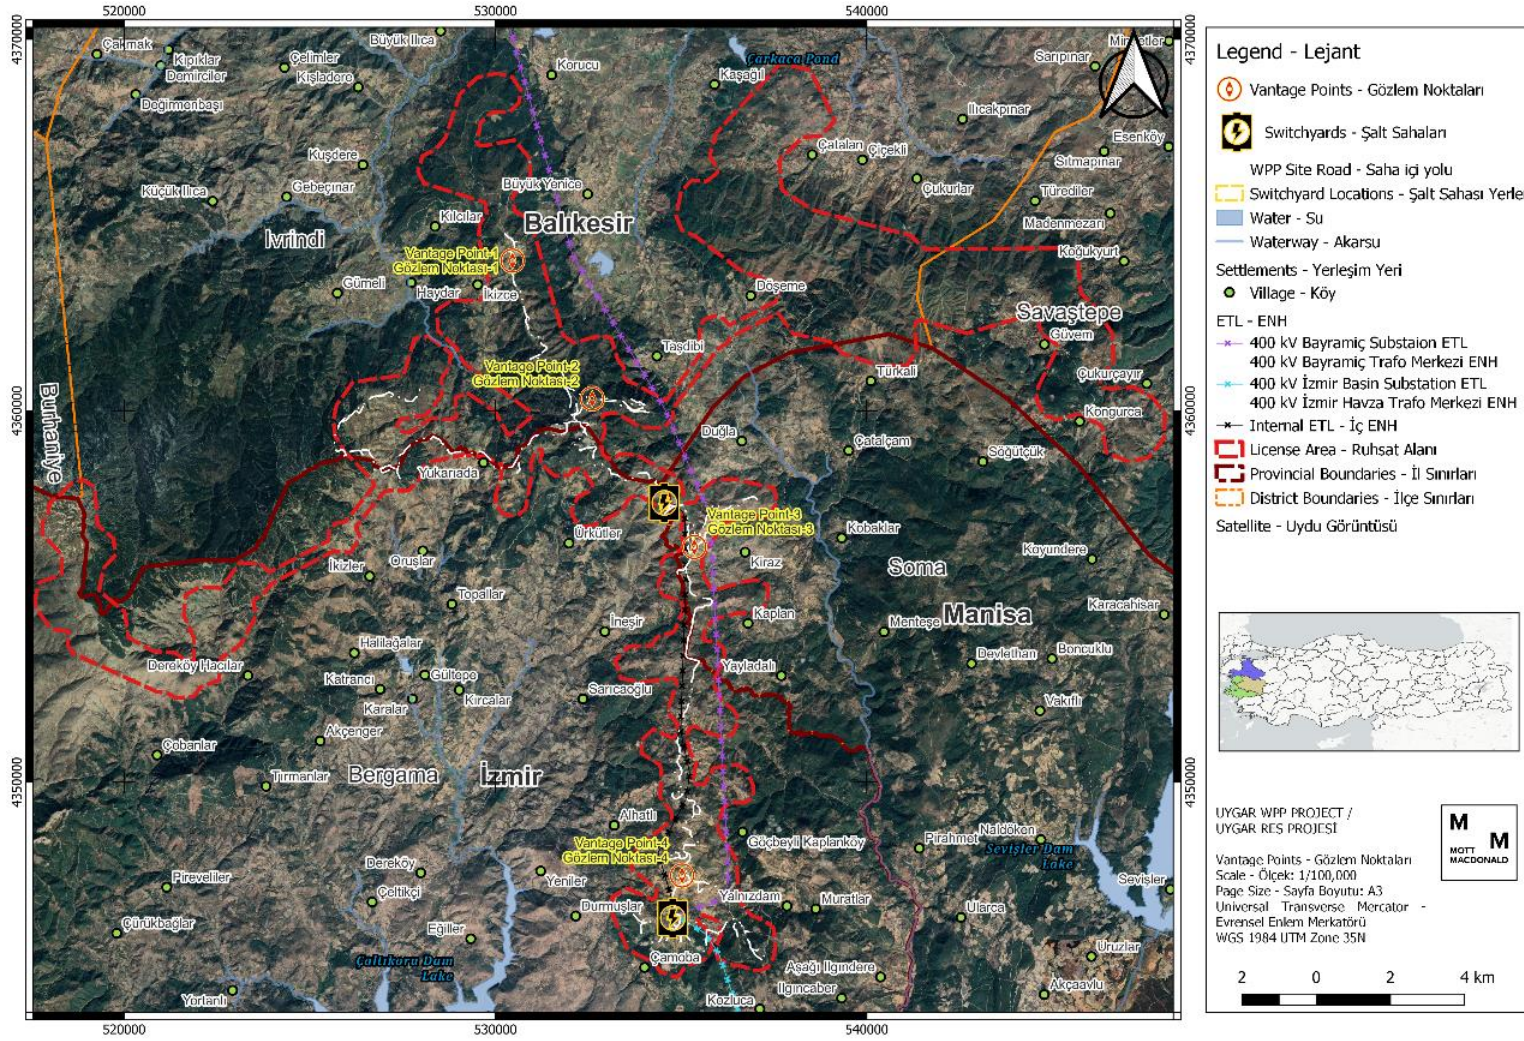 520000
530000
540000
4370000
4370000
Çakmak
Kıpıklar
Demirciler
Değirmenbaşı
Çelimler
Kışladere
Büyük Ilıca
Korucu
Çarkaca Pond
Kaşağıl
Sarıpınar
Ilıcakpınar
Esenköy
Sıtmapınar
Kuşdere
Gebeçınar
Küçük Ilıca
Büyük Yenice
Çatalan
Çiçekli
Çukurlar
Türediler
Madenmezarı
Kılcılar
İvrindi
Balıkesir
Koğukyurt
Vantage Point-1
Gözlem Noktası-1
Gümeli
Haydar
İkizce
Döşeme
Savaştepe
Güvem
Taşdibi
Vantage Point-2
Gözlem Noktası-2
Türkali
Çukurçayır
Burhaniye
4360000
4360000
Kongurca
Duğla
Çatalçam
Söğütçük
Yukarıada
Vantage Point-3
Gözlem Noktası-3
Kobaklar
Ürkütler
Kiraz
Koyundere
Oruşlar
İkizler
Soma
Topallar
Kaplan
Manisa
Karacahisar
İneşir
Menteşe
Halilağalar
Dereköy Hacılar
Gültepe
Katrancı
Kırcalar
Karalar
Yayladalı
Devlethan
Boncuklu
Sarıcaoğlu
Vakıflı
Akçenger
Çobanlar
Tırmanlar
Bergama
İzmir
4350000
4350000
Alhatlı
Göçbeyli Kaplanköy
Pirahmet
Naldöken
Sevişler Dam
Lake
Vantage Point-4
Gözlem Noktası-4
Dereköy
Yeniler
Pireveliler
Çeltikçi
Yalnızdam
Muratlar
Sevişler
Durmuşlar
Ularca
Çürükbağlar
Eğiller
Uruzlar
Çaltıkoru Dam
Lake
Çamoba
Aşağı Ilgındere
Ilgıncaber
Akçaavlu
Yortanlı
Kozluca
520000
530000
540000
Legend - Lejant
Vantage Points - Gözlem Noktaları
Switchyards - Şalt Sahaları
WPP Site Road - Saha içi yolu
Switchyard Locations - Şalt Sahası Yerle
Water - Su
Waterway - Akarsu
Settlements - Yerleşim Yeri
Village - Köy
ETL - ENH
400 kV Bayramiç Substaion ETL
400 kV Bayramiç Trafo Merkezi ENH
400 kV İzmir Basin Substation ETL
400 kV İzmir Havza Trafo Merkezi ENH
Internal ETL - İç ENH
License Area - Ruhsat Alanı
Provincial Boundaries - İl Sınırları
District Boundaries - İlçe Sınırları
Satellite - Uydu Görüntüsü
UYGAR WPP PROJECT /
UYGAR RES PROJESİ
M
M
MOTT
MACDONALD
Vantage Points - Gözlem Noktaları
Scale - Ölçek: 1/100,000
Page Size - Sayfa Boyutu: A3
Universal Transverse Mercator -
Evrensel Enlem Merkatörü
WGS 1984 UTM Zone 35N
2 0 2 4 km